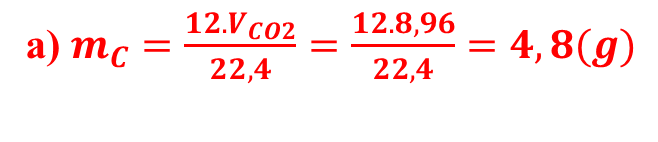 a) m_C = 12.V_CO2/22,4 = 12.8,96/22,4 = 4,8(g)